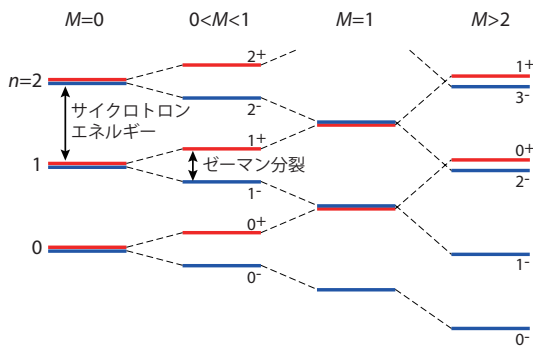 M=0
0<M<1
M=1
M>2
n=2
1
0
サイクロトロン
エネルギー
2+
2-
1+
ゼーマン分裂
1-
0+
0-
1+
3-
0+
2-
1-
0-